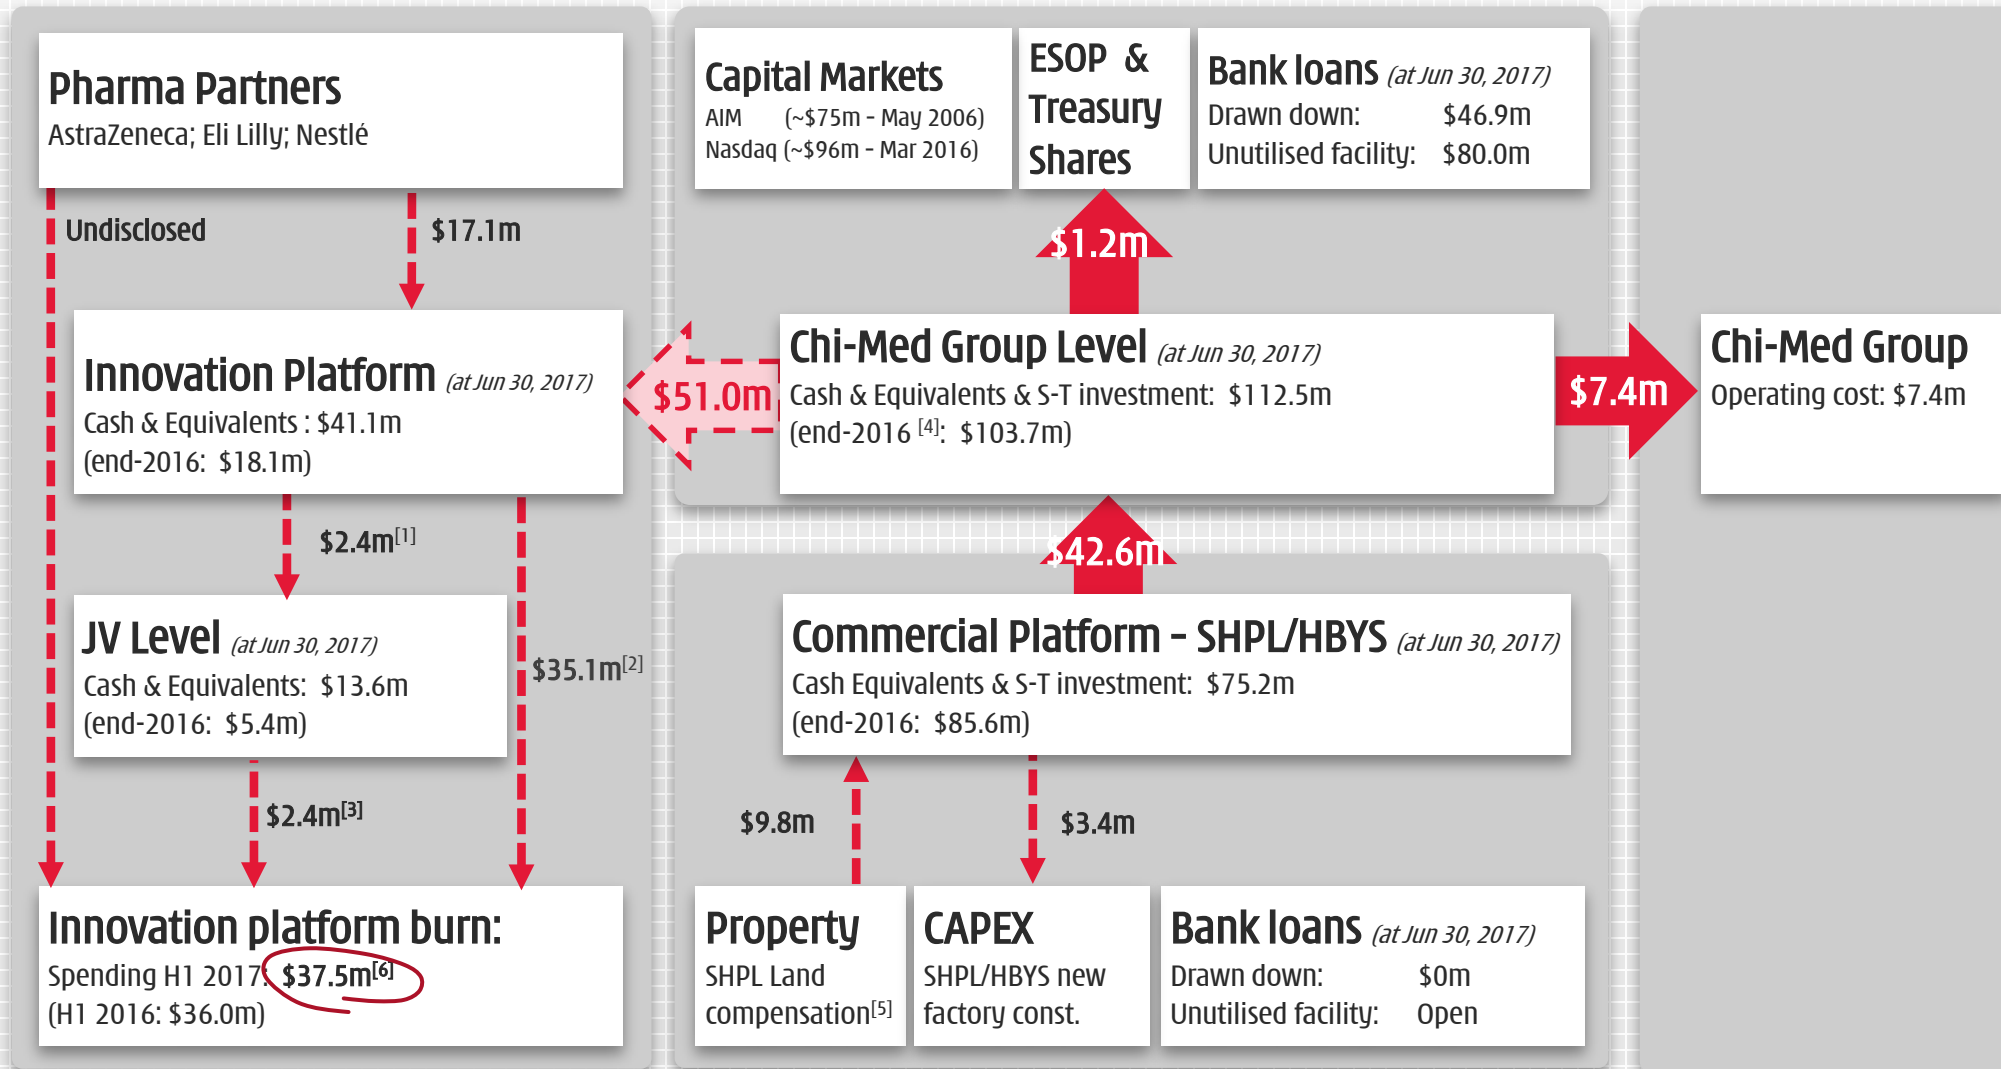 Pharma Partners
AstraZeneca; Eli Lilly; Nestlé
Undisclosed
$17.1m
Innovation Platform (at Jun 30, 2017)
Cash & Equivalents : $41.1m
(end-2016: $18.1m)
$2.4m[1]
$35.1m[2]
JV Level (at Jun 30, 2017)
Cash & Equivalents: $13.6m
(end-2016: $5.4m)
$2.4m[3]
Innovation platform burn:
Spending H1 2017: $37.5m[6]
(H1 2016: $36.0m)
Capital Markets
AIM (~$75m – May 2006)
Nasdaq (~$96m – Mar 2016)
ESOP &
Treasury
Shares
Bank loans (at Jun 30, 2017)
Drawn down: $46.9m
Unutilised facility: $80.0m
$1.2m
$51.0m
Chi-Med Group Level (at Jun 30, 2017)
Cash & Equivalents & S-T investment: $112.5m
(end-2016 [4]: $103.7m)
$7.4m
Chi-Med Group
Operating cost: $7.4m
$42.6m
Commercial Platform – SHPL/HBYS (at Jun 30, 2017)
Cash Equivalents & S-T investment: $75.2m
(end-2016: $85.6m)
$9.8m
$3.4m
Property
SHPL Land
compensation[5]
CAPEX
SHPL/HBYS new
factory const.
Bank loans (at Jun 30, 2017)
Drawn down: $0m
Unutilised facility: Open